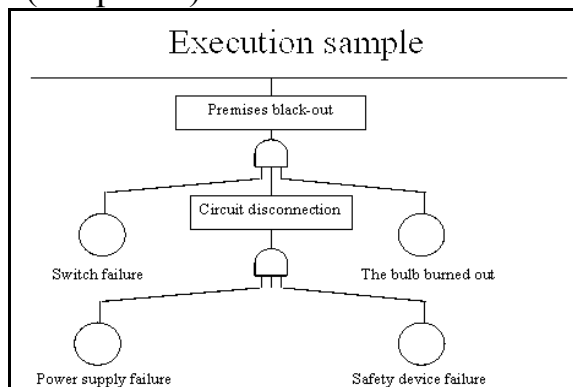 Execution sample
Premises black-out
Circuit disconnection
Switch failure
The bulb burned out
Power supply failure
Safety device failure